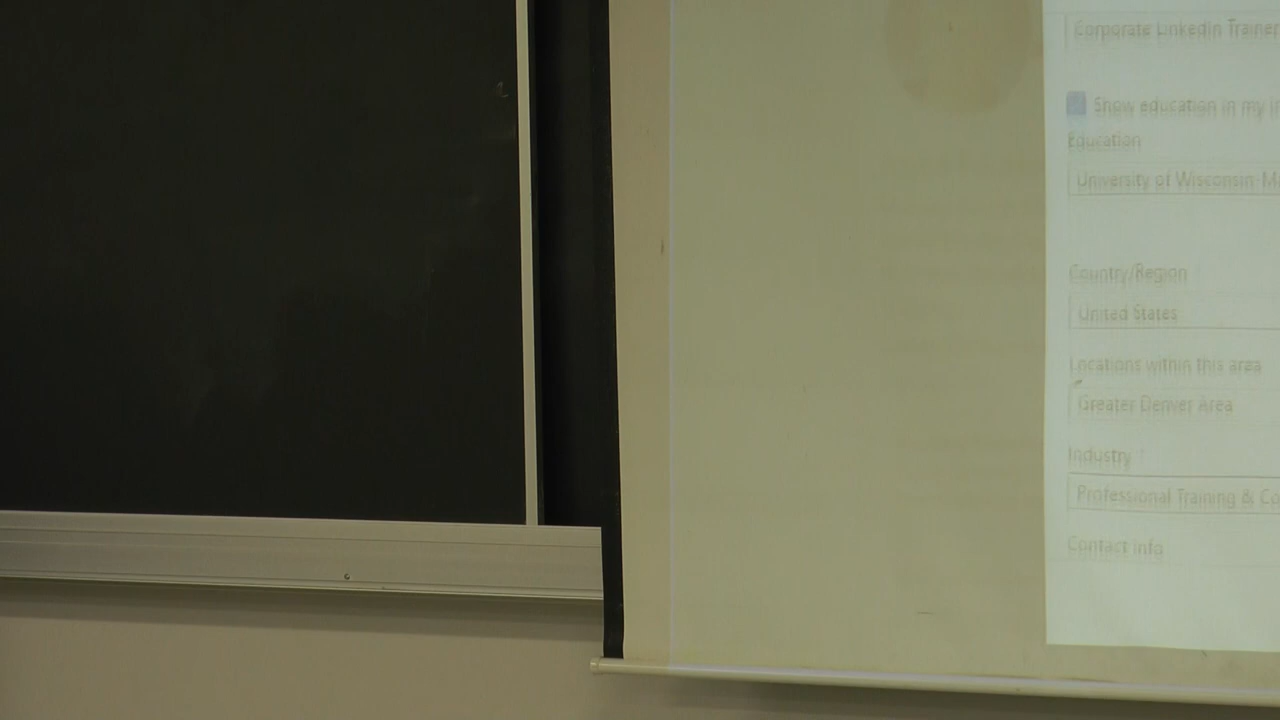 Corporate LinkedIn Trainer
Show education in my
Education
University of Wisconsin
Country/Region
United States
Locations within this area
Greater Denver Area
Industry
Professional Training &
Contact info